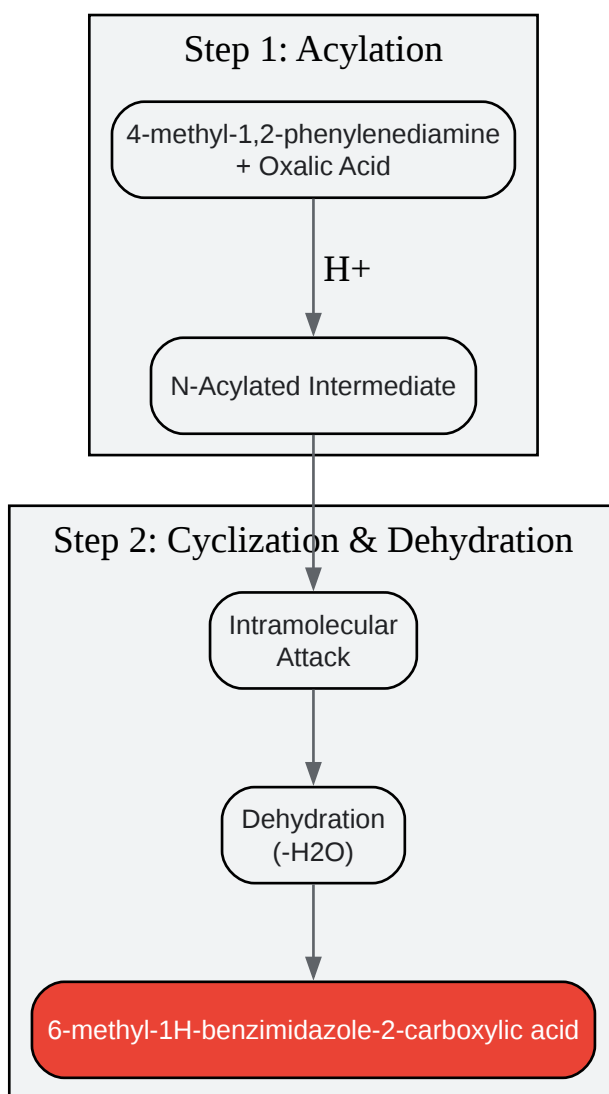 Step 1: Acylation
4-methyl-1,2-phenylenediamine
+ Oxalic Acid
H+
N-Acylated Intermediate
Step 2: Cyclization & Dehydration
Intramolecular
Attack
Dehydration
(-H2O)
6-methyl-1H-benzimidazole-2-carboxylic acid